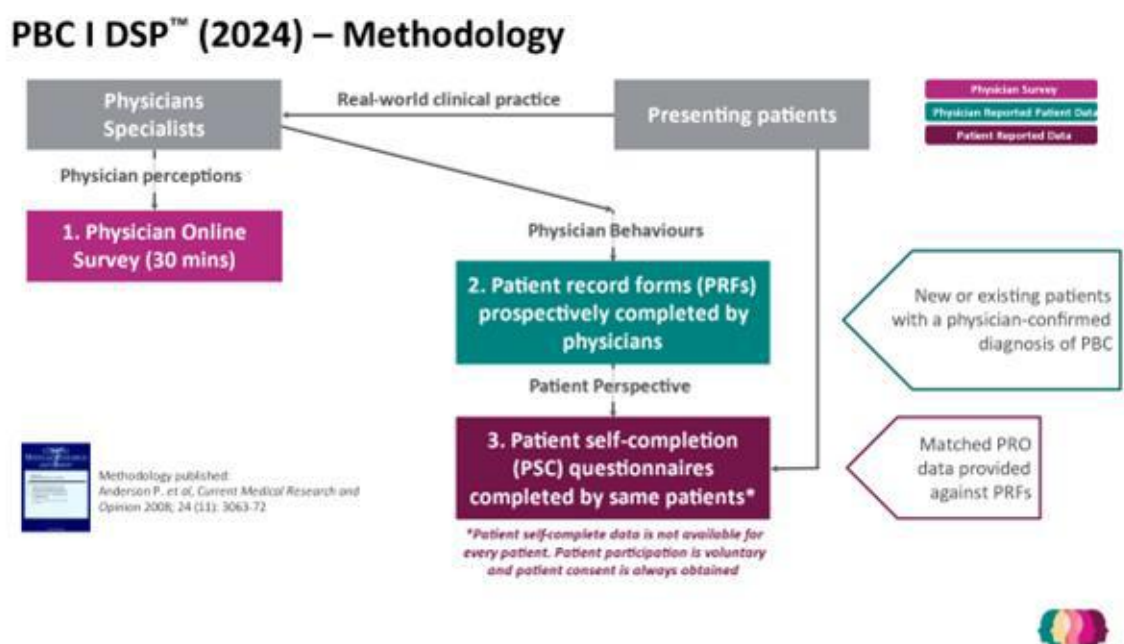 PBC I DSP™ (2024) – Methodology
Physicians
Specialists
Real-world clinical practice
Presenting patients
Physician Survey
Physician Reported Patient Data
Patient Reported Data
Physician perceptions
1. Physician Online
Survey (30 mins)
Physician Behaviours
2. Patient record forms (PRFs)
prospectively completed by
physicians
New or existing patients
with a physician-confirmed
diagnosis of PBC
Patient Perspective
3. Patient self-completion
(PSC) questionnaires
completed by same patients*
Matched PRO
data provided
against PRFs
Methodology published:
Anderson P. et al, Current Medical Research and
Opinion 2008; 24 (11): 3063-72
*Patient self-complete data is not available for
every patient. Patient participation is voluntary
and patient consent is always obtained